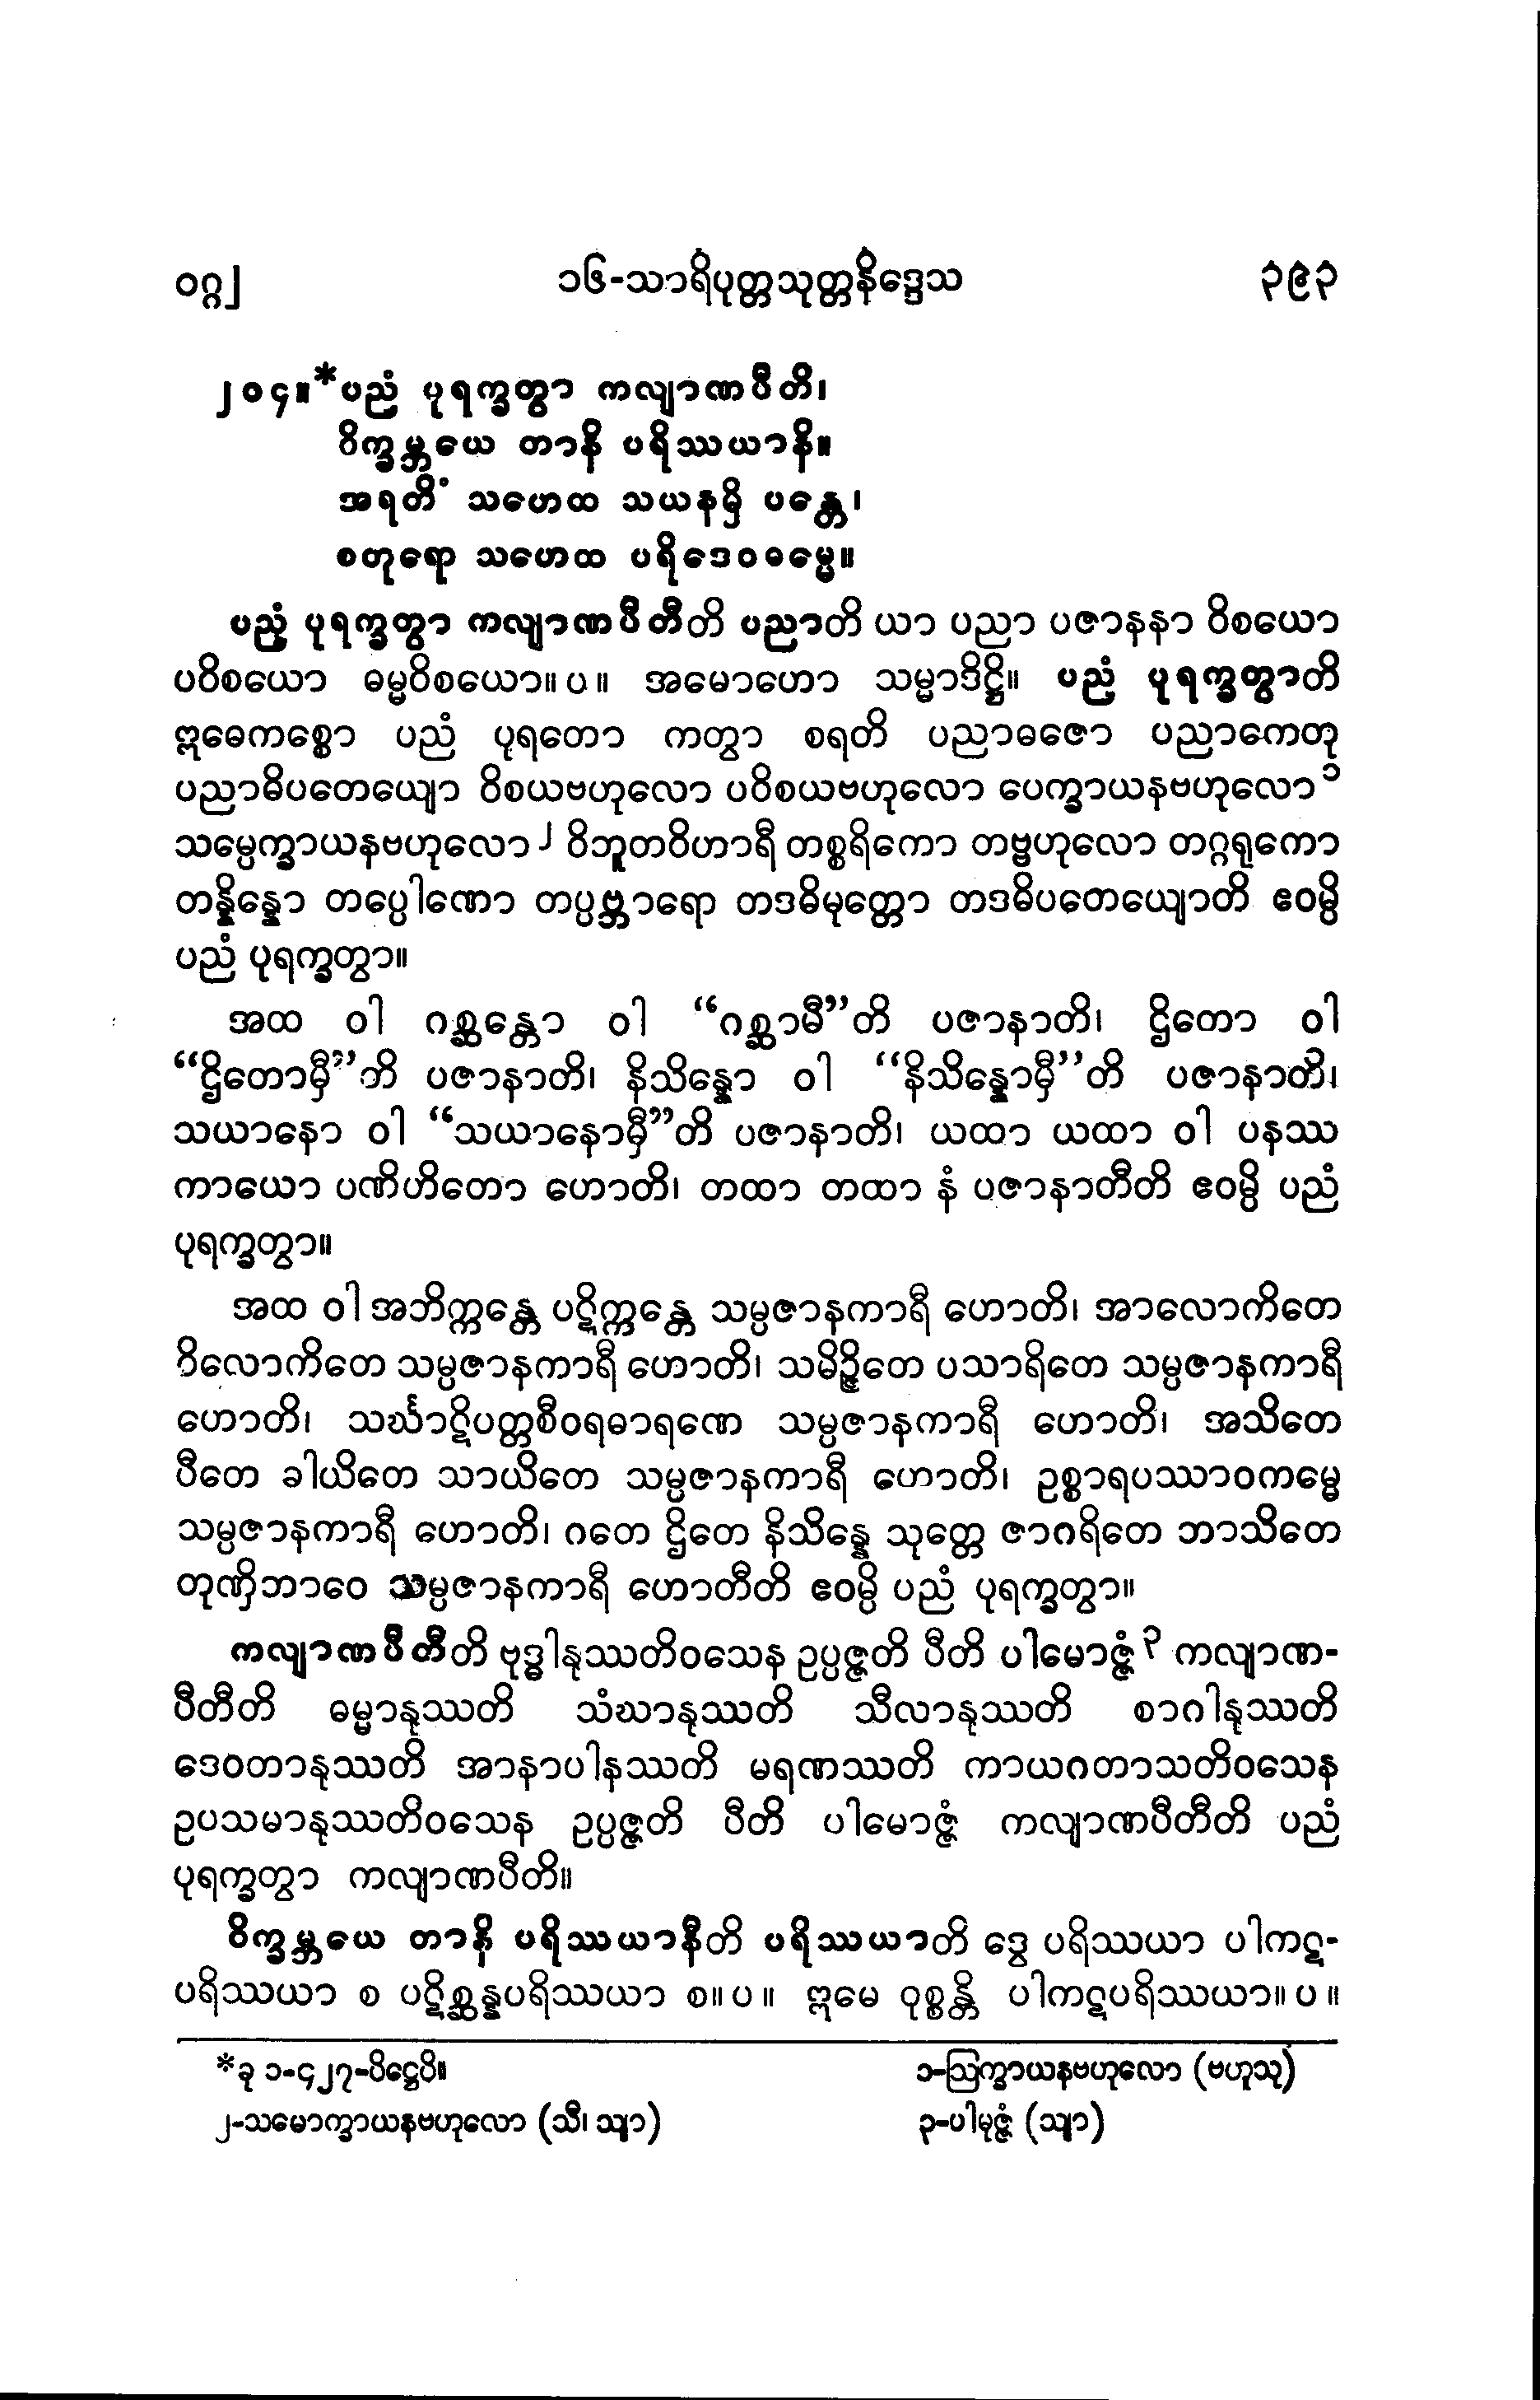 ဝဂ္ဂ] ၁၆-သာရိပုတ္တသုတ္တနိဒ္ဒေသ ၃၉၃
၂၀၄။*ပညံ ပုရက္ခတွာ ကလျာဏပီတိ၊
ဝိက္ခမ္ဘယေ တာနိ ပရိဿယာနိ။
အရတိံ သဟေထ သယနမှိ ပန္တေ၊
စတုရော သဟေထ ပရိဒေဝဓမ္မေ။
ပညံ ပုရက္ခတွာ ကလျာဏပီတီတိ ပညာတိ ယာ ပညာ ပဇာနနာ ဝိစယော
ပဝိစယော ဓမ္မဝိစယော။ပ။ အမောဟော သမ္မာဒိဋ္ဌိ။ ပညံ ပုရက္ခတွာတိ
ဣဓေကစ္စော ပညံ ပုရတော ကတွာ စရတိ ပညာဓဇော ပညာကေတု
ပညာဓိပတေယျော ဝိစယဗဟုလော ပဝိစယဗဟုလော ပေက္ခာယနဗဟုလော ၁
သမ္ပေက္ခာယနဗဟုလော ၂ ဝိဘူတဝိဟာရီ တစ္စရိကော တဗ္ဗဟုလော တဂ္ဂရုကော
တန္နိန္နော တပ္ပေါဏော တပ္ပဗ္ဘာရော တဒဓိမုတ္တော တဒဓိပတေယျောတိ ဧဝမ္ပိ
ပညံ ပုရက္ခတွာ။
အထ ဝါ ဂစ္ဆန္တော ဝါ “ဂစ္ဆာမီ”တိ ပဇာနာတိ၊ ဌိတော ဝါ
“ဌိတောမှီ”တိ ပဇာနာတိ၊ နိသိန္နော ဝါ “နိသိန္နောမှီ”တိ ပဇာနာတိ၊
သယာနော ဝါ “သယာနောမှီ”တိ ပဇာနာတိ၊ ယထာ ယထာ ဝါ ပနဿ
ကာယော ပဏိဟိတော ဟောတိ၊ တထာ တထာ နံ ပဇာနာတီတိ ဧဝမ္ပိ ပညံ
ပုရက္ခတွာ။
အထ ဝါ အဘိက္ကန္တေ ပဋိက္ကန္တေ သမ္ပဇာနကာရီ ဟောတိ၊ အာလောကိတေ
ဝိလောကိတေ သမ္ပဇာနကာရီ ဟောတိ၊ သမိဉ္ဇိတေ ပသာရိတေ သမ္ပဇာနကာရီ
ဟောတိ၊ သင်္ဃာဋိပတ္တစီဝရဓာရဏေ သမ္ပဇာနကာရီ ဟောတိ၊ အသိတေ
ပီတေ ခါယိတေ သာယိတေ သမ္ပဇာနကာရီ ဟောတိ၊ ဥစ္စာရပဿာဝကမ္မေ
သမ္ပဇာနကာရီ ဟောတိ၊ ဂတေ ဌိတေ နိသိန္နေ သုတ္တေ ဇာဂရိတေ ဘာသိတေ
တုဏှိဘာဝေ သမ္ပဇာနကာရီ ဟောတီတိ ဧဝမ္ပိ ပညံ ပုရက္ခတွာ။
ကလျာဏပီတီတိ ဗုဒ္ဓါနုဿတိဝသေန ဥပ္ပဇ္ဇတိ ပီတိ ပါမောဇ္ဇံ ၃ ကလျာဏ-
ပီတီတိ ဓမ္မာနုဿတိ သံဃာနုဿတိ သီလာနုဿတိ စာဂါနုဿတိ
ဒေဝတာနုဿတိ အာနာပါနဿတိ မရဏဿတိ ကာယဂတာသတိဝသေန
ဥပသမာနုဿတိဝသေန ဥပ္ပဇ္ဇတိ ပီတိ ပါမောဇ္ဇံ ကလျာဏပီတီတိ ပညံ
ပုရက္ခတွာ ကလျာဏပီတိ။
ဝိက္ခမ္ဘယေ တာနိ ပရိဿယာနီတိ ပရိဿယာတိ ဒွေ ပရိဿယာ ပါကဋ-
ပရိဿယာ စ ပဋိစ္ဆန္နပရိဿယာ စ။ပ။ ဣမေ ဝုစ္စန္တိ ပါကဋပရိဿယာ။ပ။
*ခု ၁-၄၂၇-ပိဋ္ဌေပိ။ ၁-ဩက္ခာယနဗဟုလော (ဗဟူသု)
၂-သမောက္ခာယနဗဟုလော (သီ၊ သျာ) ၃-ပါမုဇ္ဇံ (သျာ)